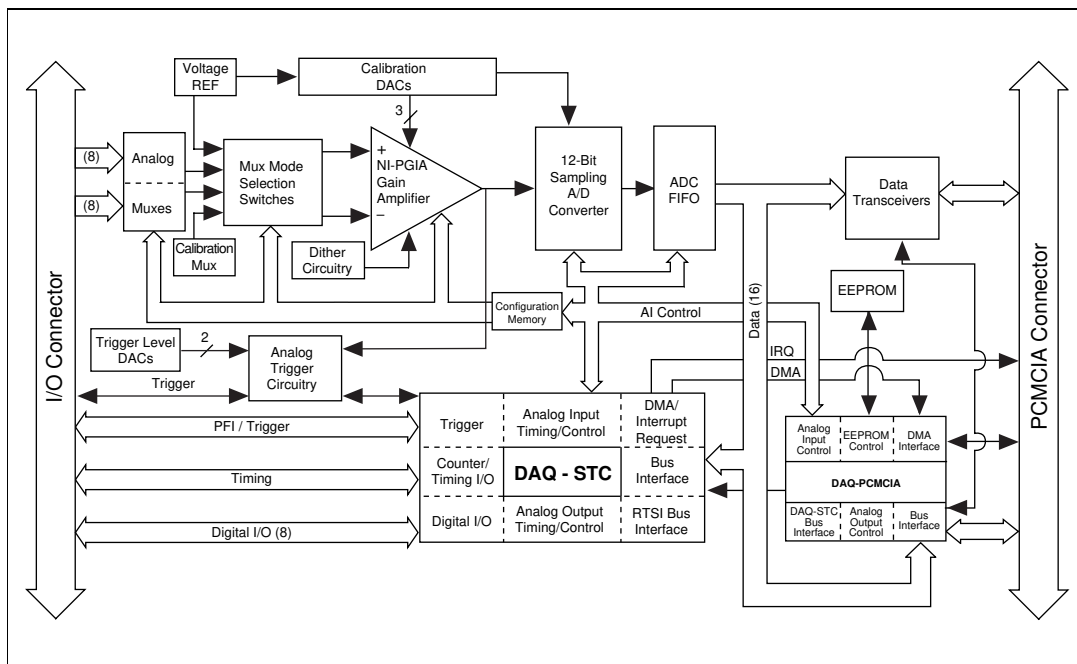 Voltage
REF
Calibration
DACs
3
2
(8)
(8)
Analog
Muxes
Mux Mode
Selection
Switches
+
NI-PGIA
Gain
Amplifier
–
12-Bit
Sampling
A/D
Converter
ADC
FIFO
Data
Transceivers
Calibration
Mux
Dither
Circuitry
Configuration
Memory
AI Control
Data (16)
EEPROM
I/O Connector
PCMCIA Connector
Trigger Level
DACs
Analog
Trigger
Circuitry
Trigger
IRQ
DMA
PFI / Trigger
Timing
Digital I/O (8)
Trigger
Analog Input
Timing/Control
DMA/
Interrupt
Request
Counter/
Timing I/O
DAQ - STC
Bus
Interface
Digital I/O
Analog Output
Timing/Control
RTSI Bus
Interface
Analog
Input
Control
EEPROM
Control
DMA
Interface
DAQ-PCMCIA
DAQ-STC
Bus
Interface
Analog
Output
Control
Bus
Interface